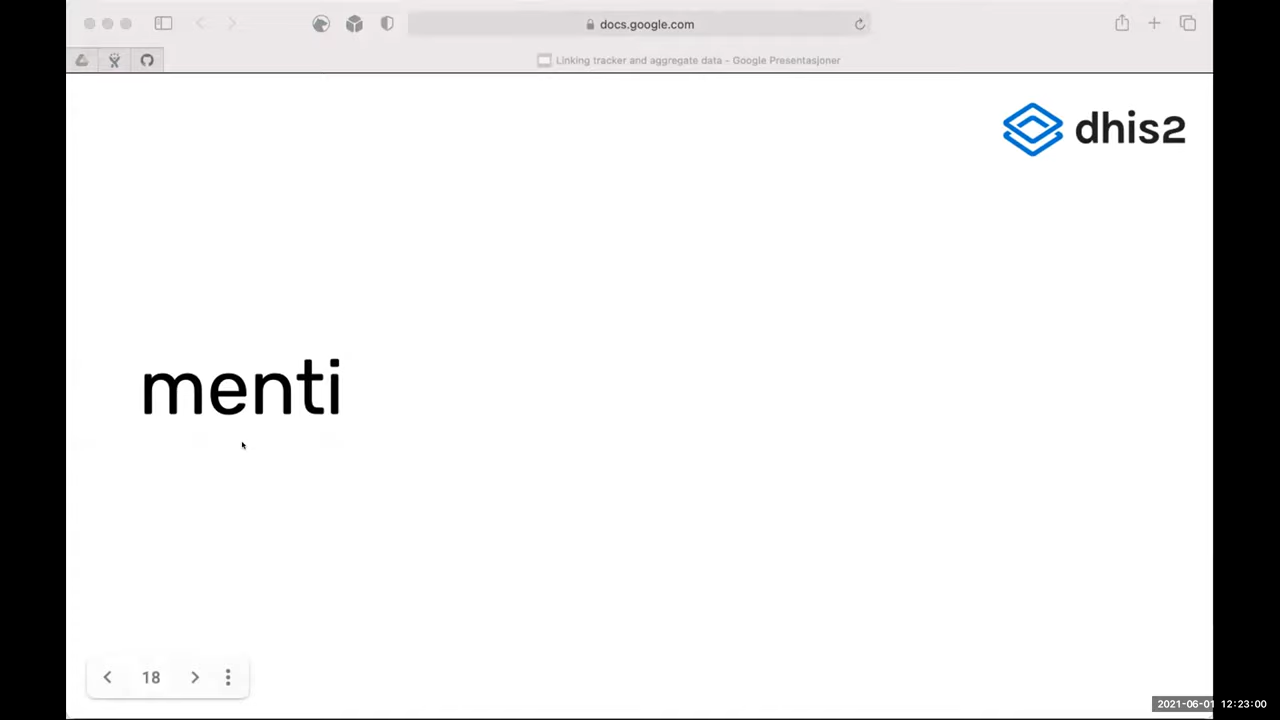 docs.google.com
Linking tracker and aggregate data - Google Presentasjoner
dhis2
menti
18
2021-06-01 12:23:00